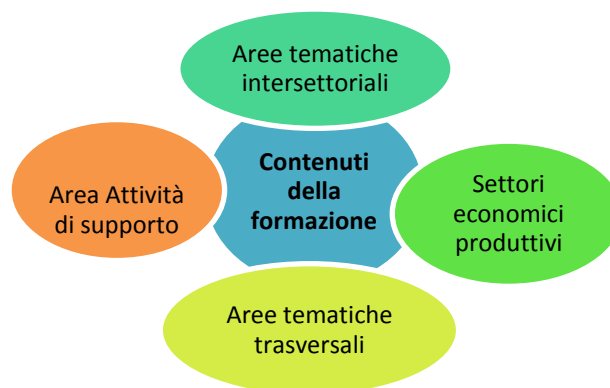 Aree tematiche
intersettoriali
Area Attività
di supporto
Contenuti
della
formazione
Settori
economici
produttivi
Aree tematiche
trasversali